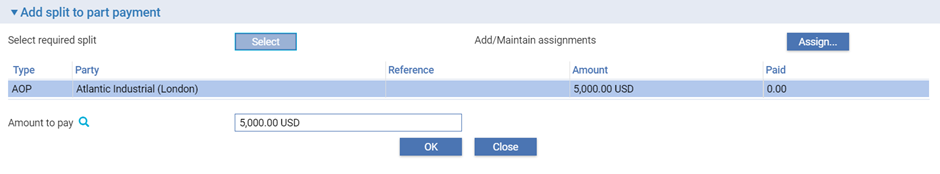 Add split to part payment
Select required split Select Add/Maintain assignments Assign...
Type Party Reference Amount Paid
AOP Atlantic Industrial (London) 5,000.00 USD 0.00
Amount to pay 5,000.00 USD
OK Close